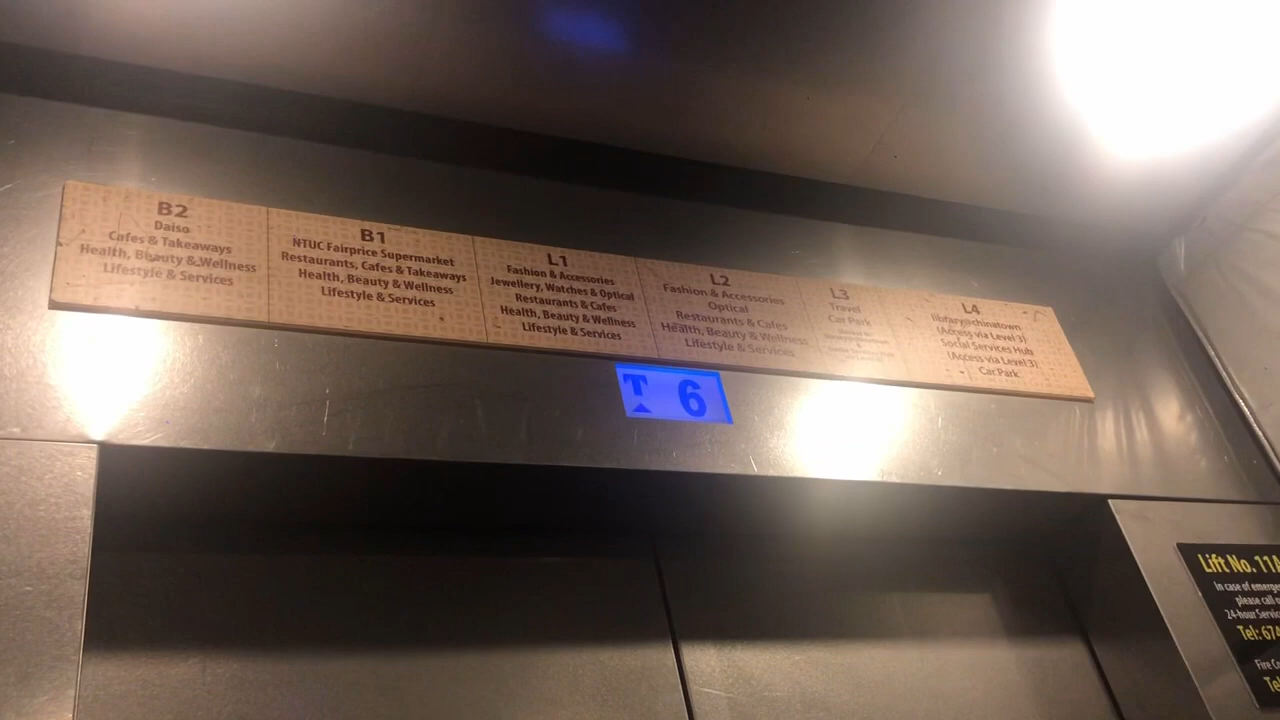 B2
Daiso
Cafes & Takeaways
Health, Beauty & Wellness
Lifestyle & Services
B1
NTUC Fairprice Supermarket
Restaurants, Cafes & Takeaways
Health, Beauty & Wellness
Lifestyle & Services
L1
Fashion & Accessories
Jewellery, Watches & Optical
Restaurants & Cafes
Health, Beauty & Wellness
Lifestyle & Services
L2
Fashion & Accessories
Optical
Restaurants & Cafes
Health, Beauty & Wellness
Lifestyle & Services
L3
Travel
Car Park
L4
library@chinatown
(Access via Level 3)
Social Services Hub
(Access via Level 3)
Car Park
T 6
Lift No. 11A
In case of
please call
24-hour
Tel: 67
Fire